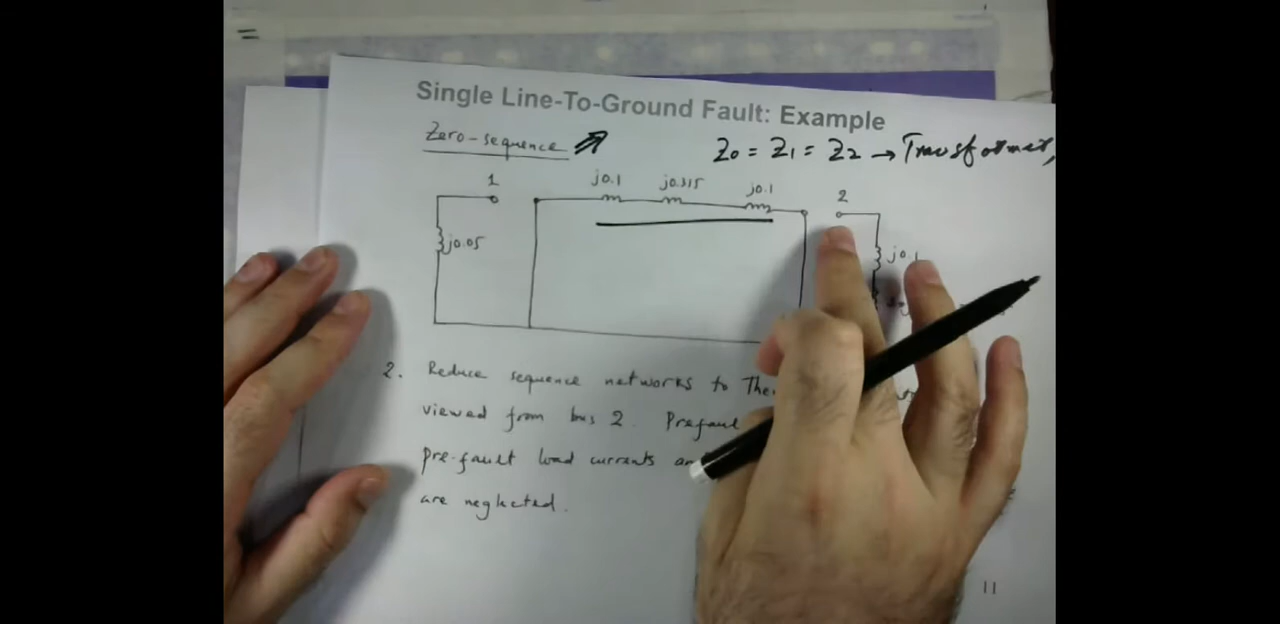 Single Line-To-Ground Fault: Example
Zero-sequence
Z0 = Z1 = Z2 → Transformer,
1
j0.1
j0.315
j0.1
2
j0.05
j0.1
2. Reduce sequence networks to
viewed from bus 2.
pre-fault load currents
are neglected.
11